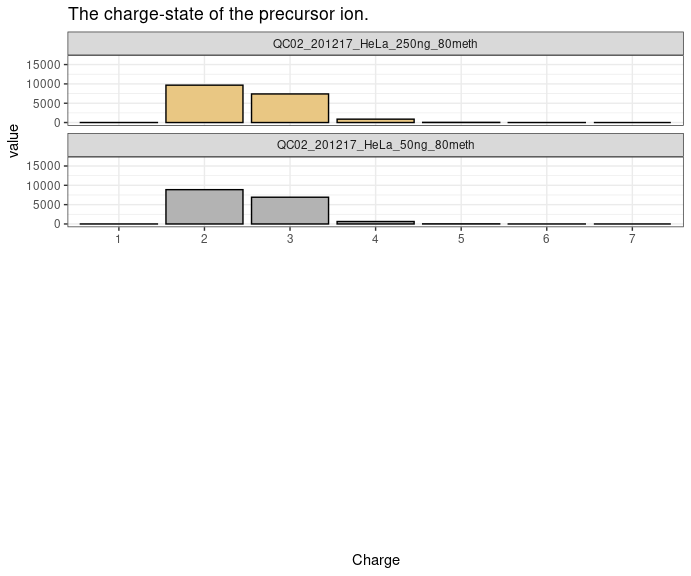 The charge-state of the precursor ion.
QC02_201217_HeLa_250ng_80meth
15000
10000
5000
0
value
QC02_201217_HeLa_50ng_80meth
15000
10000
5000
0
1 2 3 4 5 6 7
Charge